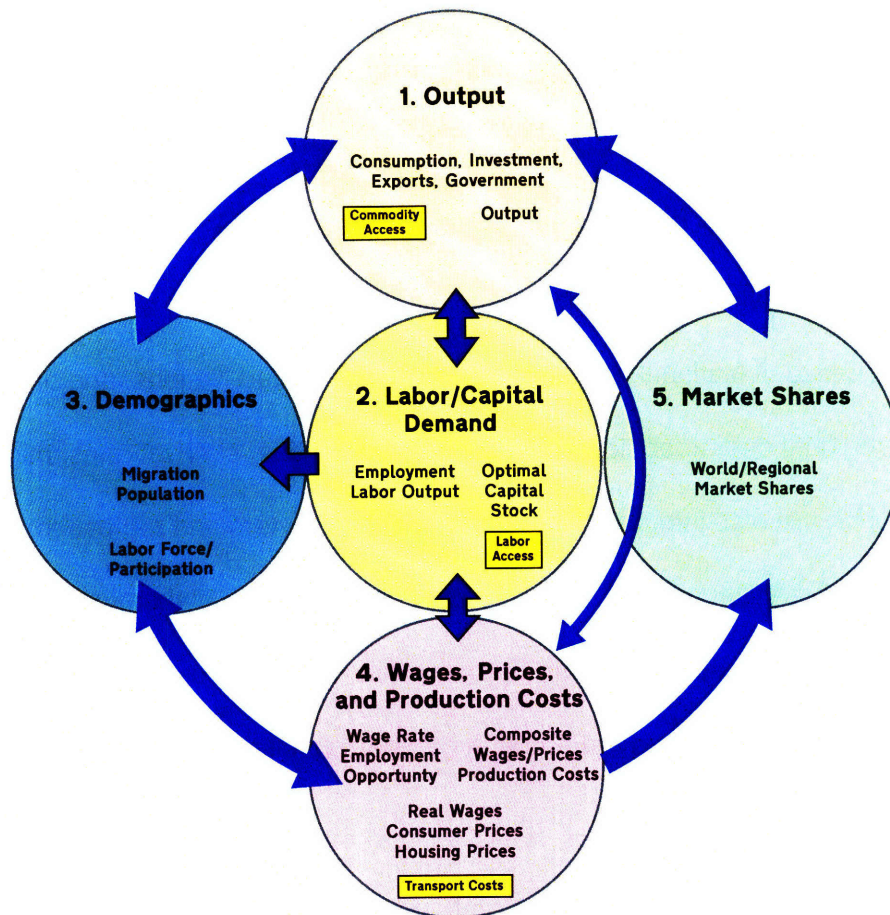 1. Output
Consumption, Investment,
Exports, Government
Commodity
Access
Output
3. Demographics
Migration
Population
Labor Force/
Participation
2. Labor/Capital
Demand
Employment
Labor Output
Optimal
Capital
Stock
Labor
Access
5. Market Shares
World/Regional
Market Shares
4. Wages, Prices,
and Production Costs
Wage Rate
Employment
Opportunty
Composite
Wages/Prices
Production Costs
Real Wages
Consumer Prices
Housing Prices
Transport Costs